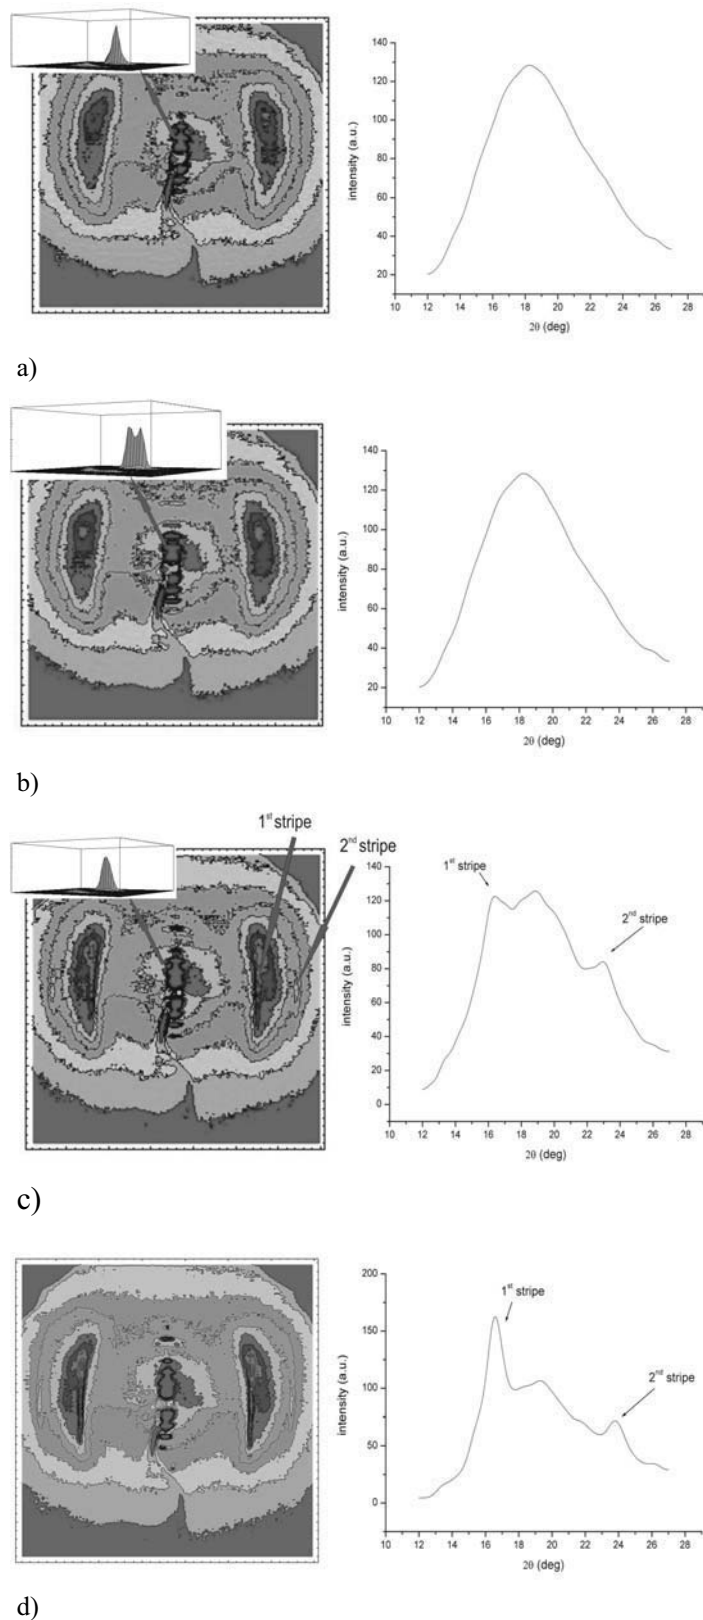 140
120
100
80
60
40
20
intensity (a.u.)
10 12 14 16 18 20 22 24 26 28
2θ (deg)
a)
140
120
100
80
60
40
20
intensity (a.u.)
10 12 14 16 18 20 22 24 26 28
2θ (deg)
b)
1st stripe
2nd stripe
140
120
100
80
60
40
20
0
intensity (a.u.)
1st stripe
2nd stripe
10 12 14 16 18 20 22 24 26 28
2θ (deg)
c)
200
150
100
50
0
intensity (a.u.)
1st stripe
2nd stripe
10 12 14 16 18 20 22 24 26 28
2θ (deg)
d)